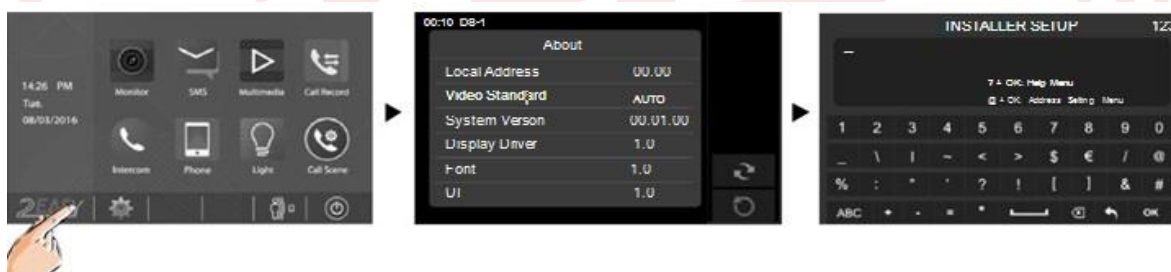 14:26 PM
Tue.
08/03/2016
Monitor
SMS
Multimedia
Call Record
Intercom
Phone
Light
Call Scene
2EASY
00:10 DS-1
About
Local Address 00.00
Video Standard AUTO
System Verson 00.01.00
Display Driver 1.0
Font 1.0
UI 1.0
INSTALLER SETUP 123
_
? + OK: Help Menu
@ + OK: Address Setting Menu
1 2 3 4 5 6 7 8 9 0
_ \ | ~ < > $ € / @
% : " ' ? ! [ ] & #
ABC + - = * OK